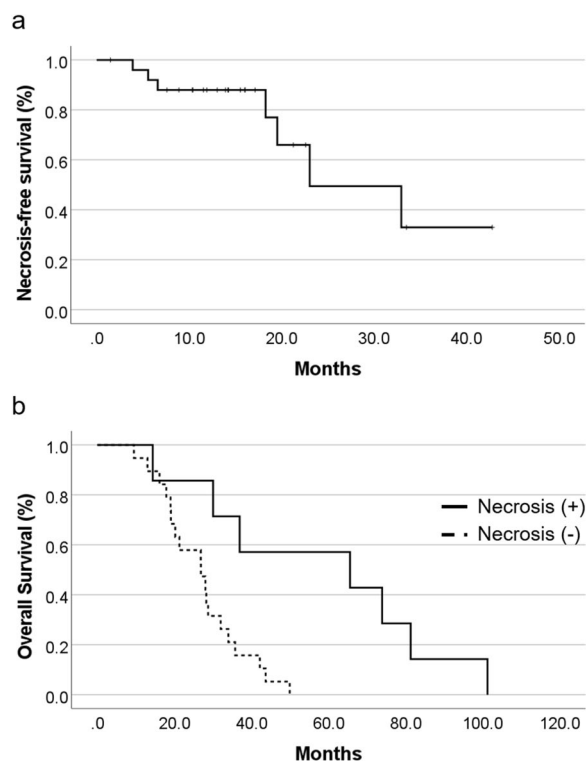 a
Necrosis-free survival (%)
1.0
0.8
0.6
0.4
0.2
0.0
.0 10.0 20.0 30.0 40.0 50.0
Months
b
Overall Survival (%)
1.0
0.8
0.6
0.4
0.2
0.0
Necrosis (+)
Necrosis (-)
.0 20.0 40.0 60.0 80.0 100.0 120.0
Months